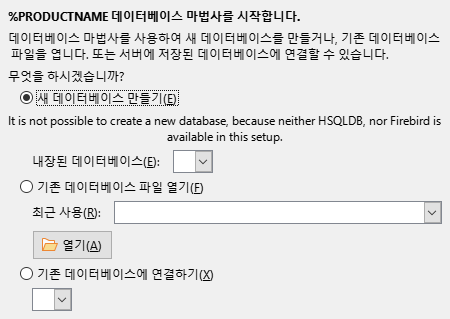 %PRODUCTNAME 데이터베이스 마법사를 시작합니다.
데이터베이스 마법사를 사용하여 새 데이터베이스를 만들거나, 기존 데이터베이스
파일을 엽니다. 또는 서버에 저장된 데이터베이스에 연결할 수 있습니다.
무엇을 하시겠습니까?
새 데이터베이스 만들기(E)
It is not possible to create a new database, because neither HSQLDB, nor Firebird is
available in this setup.
내장된 데이터베이스(E):
기존 데이터베이스 파일 열기(F)
최근 사용(R):
열기(A)
기존 데이터베이스에 연결하기(X)